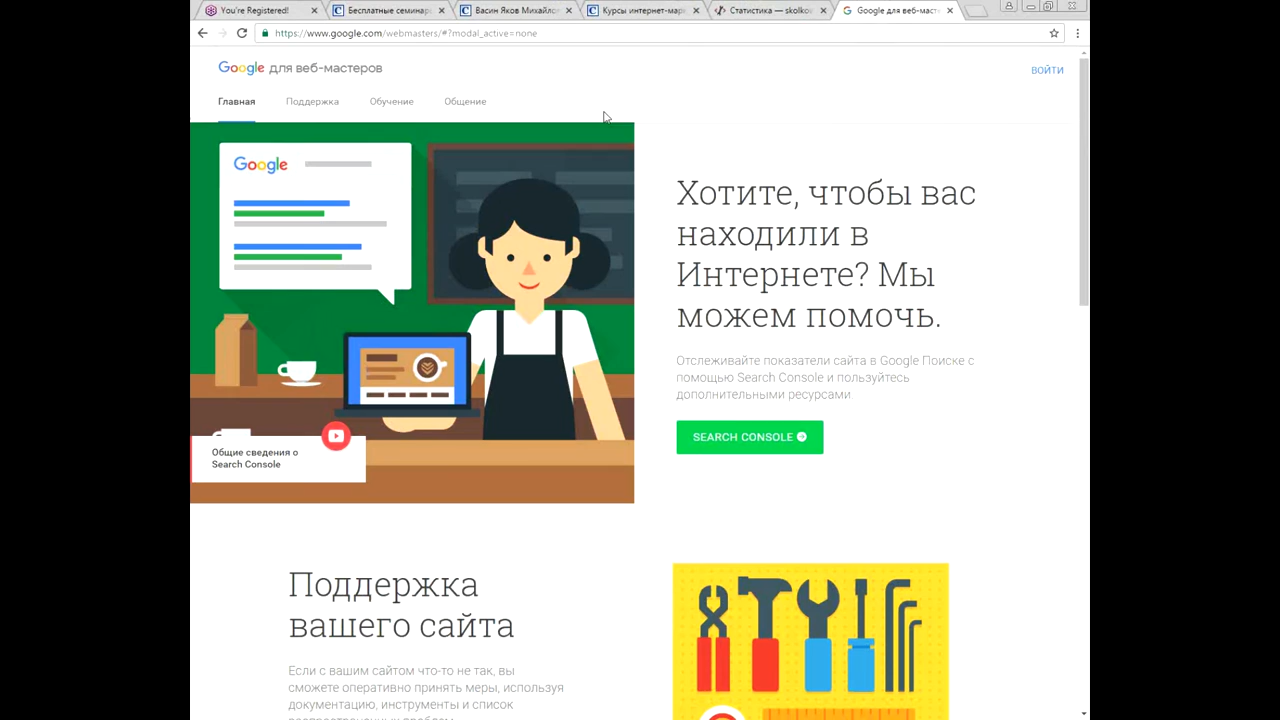 You're Registered!
Бесплатные семинар
Васин Яков Михайло
Курсы интернет-мар
Статистика — skolkov
Google для веб-маст
https://www.google.com/webmasters/#?modal_active=none
Google для веб-мастеров
ВОЙТИ
Главная
Поддержка
Обучение
Общение
Google
Хотите, чтобы вас
находили в
Интернете? Мы
можем помочь.
Отслеживайте показатели сайта в Google Поиске с
помощью Search Console и пользуйтесь
дополнительными ресурсами
SEARCH CONSOLE
Общие сведения о
Search Console
Поддержка
вашего сайта
Если с вашим сайтом что-то не так, вы
сможете оперативно принять меры, используя
документацию, инструменты и список